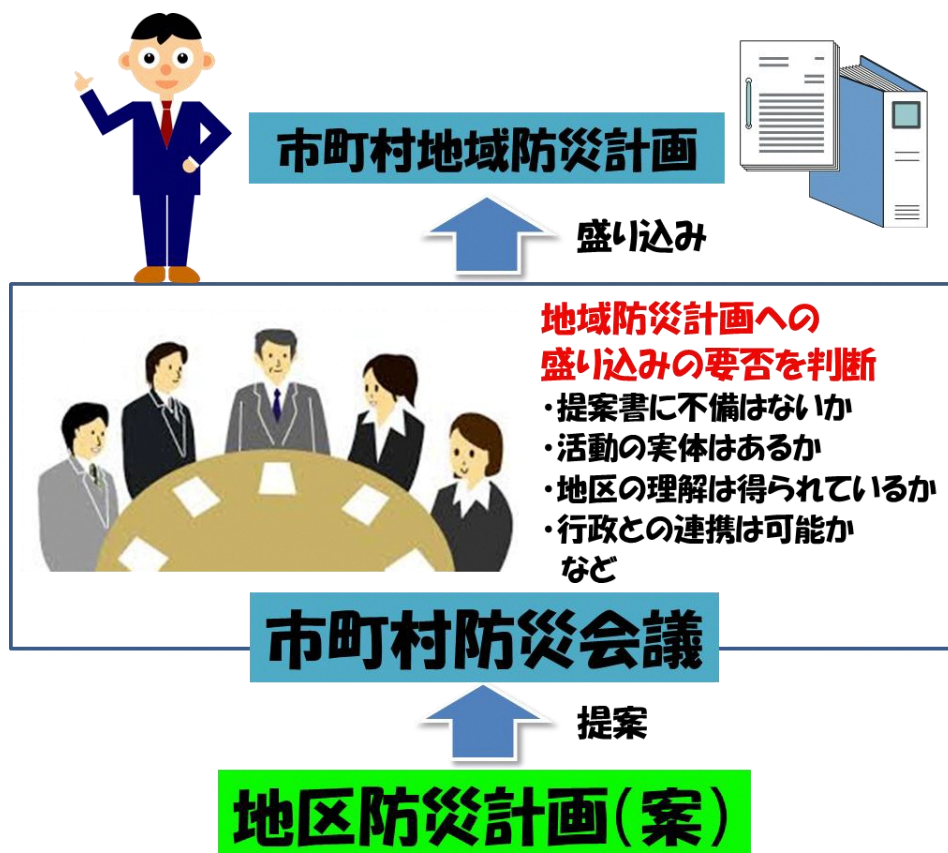 市町村地域防災計画
盛り込み
地域防災計画への
盛り込みの要否を判断
・提案書に不備はないか
・活動の実体はあるか
・地区の理解は得られているか
・行政との連携は可能か
など
市町村防災会議
提案
地区防災計画(案)